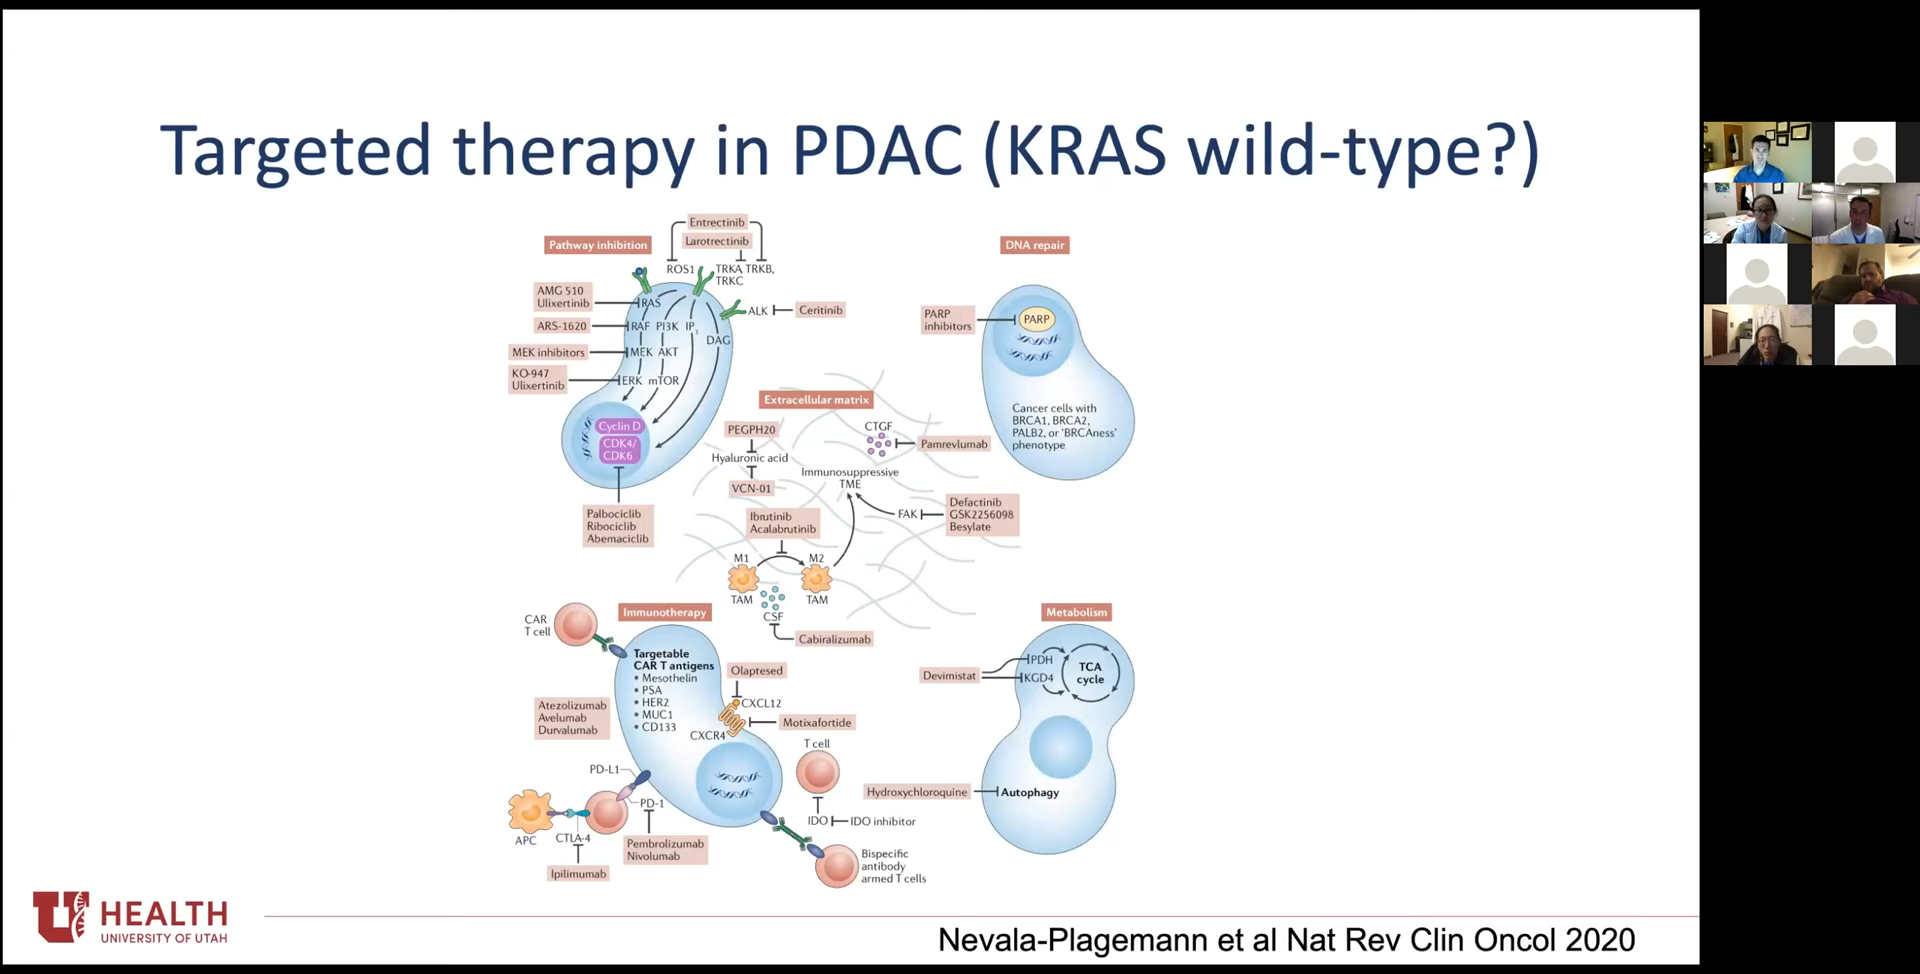 Targeted therapy in PDAC (KRAS wild-type?)
Pathway inhibition
Entrectinib
Larotrectinib
ROS1
TRKA, TRKB,
TRKC
AMG 510
Ulixertinib
RAS
ALK
Ceritinib
ARS-1620
RAF PI3K IP3
DAG
MEK inhibitors
MEK AKT
KO-947
Ulixertinib
ERK mTOR
Cyclin D
CDK4/
CDK6
Palbociclib
Ribociclib
Abemaciclib
DNA repair
PARP
inhibitors
PARP
Cancer cells with
BRCA1, BRCA2,
PALB2, or ‘BRCAness’
phenotype
Extracellular matrix
PEGPH20
Hyaluronic acid
VCN-01
CTGF
Pamrevlumab
Immunosuppressive
TME
FAK
Defactinib
GSK2256098
Besylate
Ibrutinib
Acalabrutinib
M1
M2
TAM
TAM
CSF
Cabiralizumab
Immunotherapy
CAR
T cell
Targetable
CAR T antigens
• Mesothelin
• PSA
• HER2
• MUC1
• CD133
Olaptesed
CXCL12
Motixafortide
CXCR4
Atezolizumab
Avelumab
Durvalumab
PD-L1
PD-1
APC
CTLA-4
Ipilimumab
Pembrolizumab
Nivolumab
T cell
IDO
IDO inhibitor
Bispecific
antibody
armed T cells
Metabolism
Devimistat
PDH
KGD4
TCA
cycle
Hydroxychloroquine
Autophagy
U HEALTH
UNIVERSITY OF UTAH
Nevala-Plagemann et al Nat Rev Clin Oncol 2020